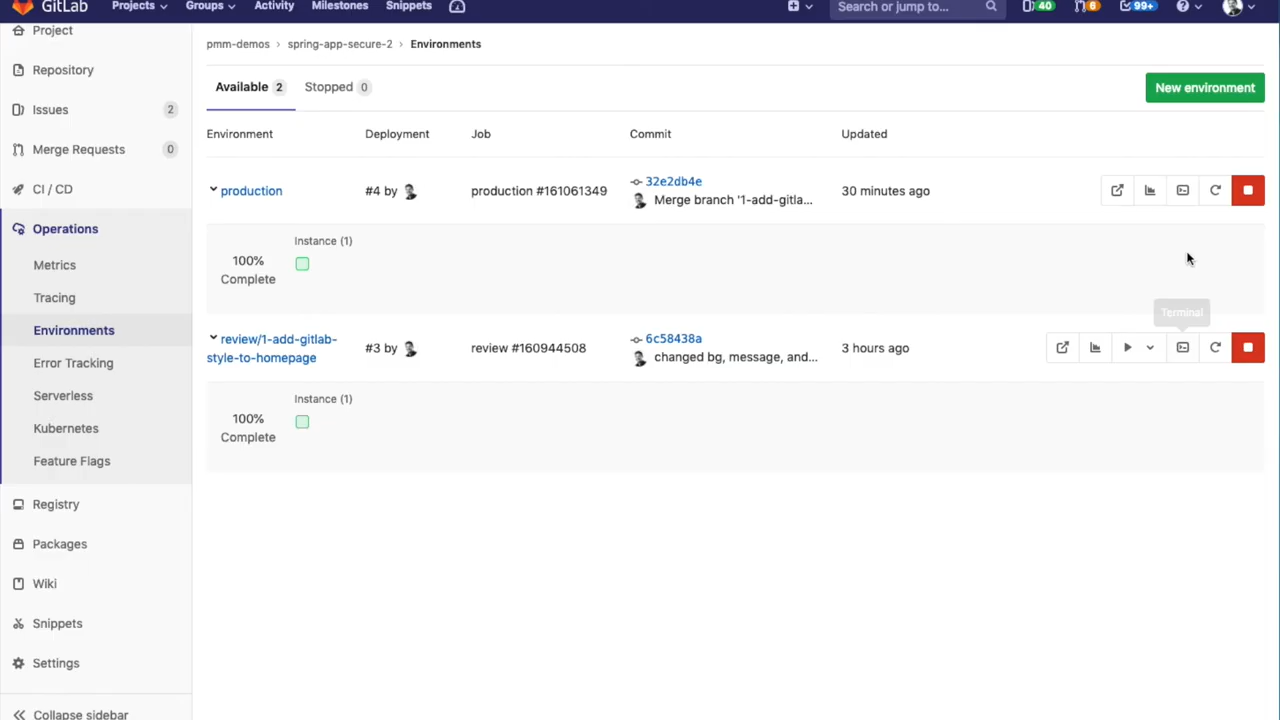 GitLab Projects Groups Activity Milestones Snippets Search or jump to... 40 6 99+
Project
Repository
Issues 2
Merge Requests 0
CI / CD
Operations
Metrics
Tracing
Environments
Error Tracking
Serverless
Kubernetes
Feature Flags
Registry
Packages
Wiki
Snippets
Settings
Collapse sidebar
pmm-demos › spring-app-secure-2 › Environments
Available 2 Stopped 0 New environment
Environment Deployment Job Commit Updated
production #4 by production #161061349 32e2db4e 30 minutes ago
Merge branch '1-add-gitla...
Instance (1)
100%
Complete
Terminal
review/1-add-gitlab- #3 by review #160944508 6c58438a 3 hours ago
style-to-homepage changed bg, message, and...
Instance (1)
100%
Complete